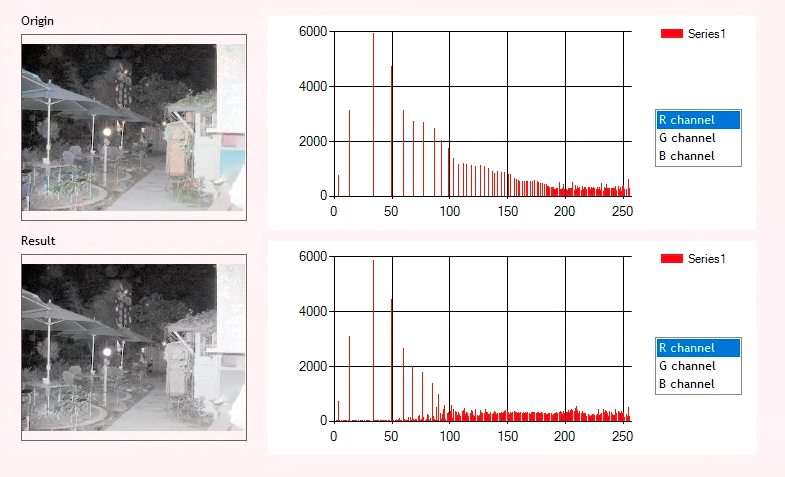 Origin
6000
4000
2000
0
0 50 100 150 200 250
Series1
R channel
G channel
B channel
Result
6000
4000
2000
0
0 50 100 150 200 250
Series1
R channel
G channel
B channel